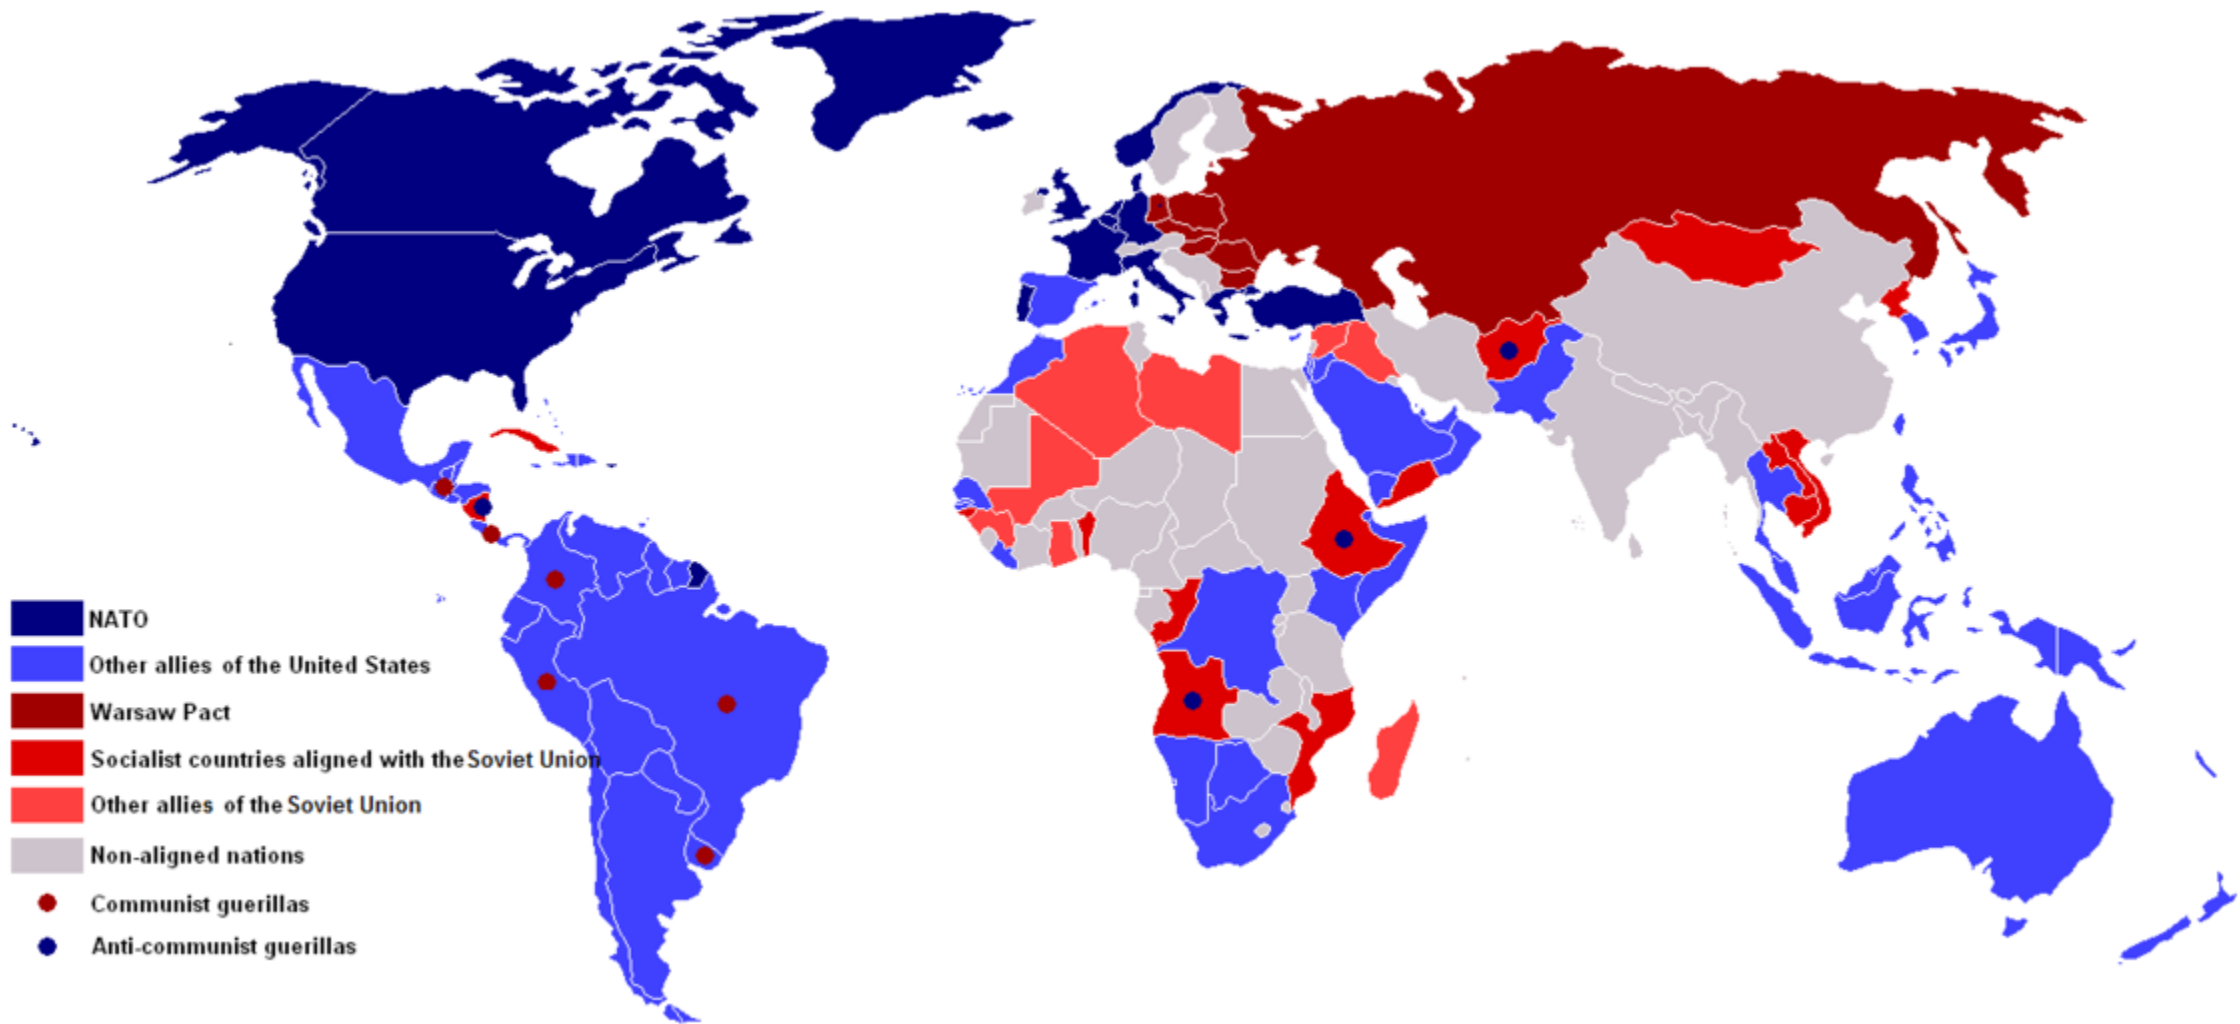 NATO
Other allies of the United States
Warsaw Pact
Socialist countries aligned with the Soviet Union
Other allies of the Soviet Union
Non-aligned nations
Communist guerillas
Anti-communist guerillas